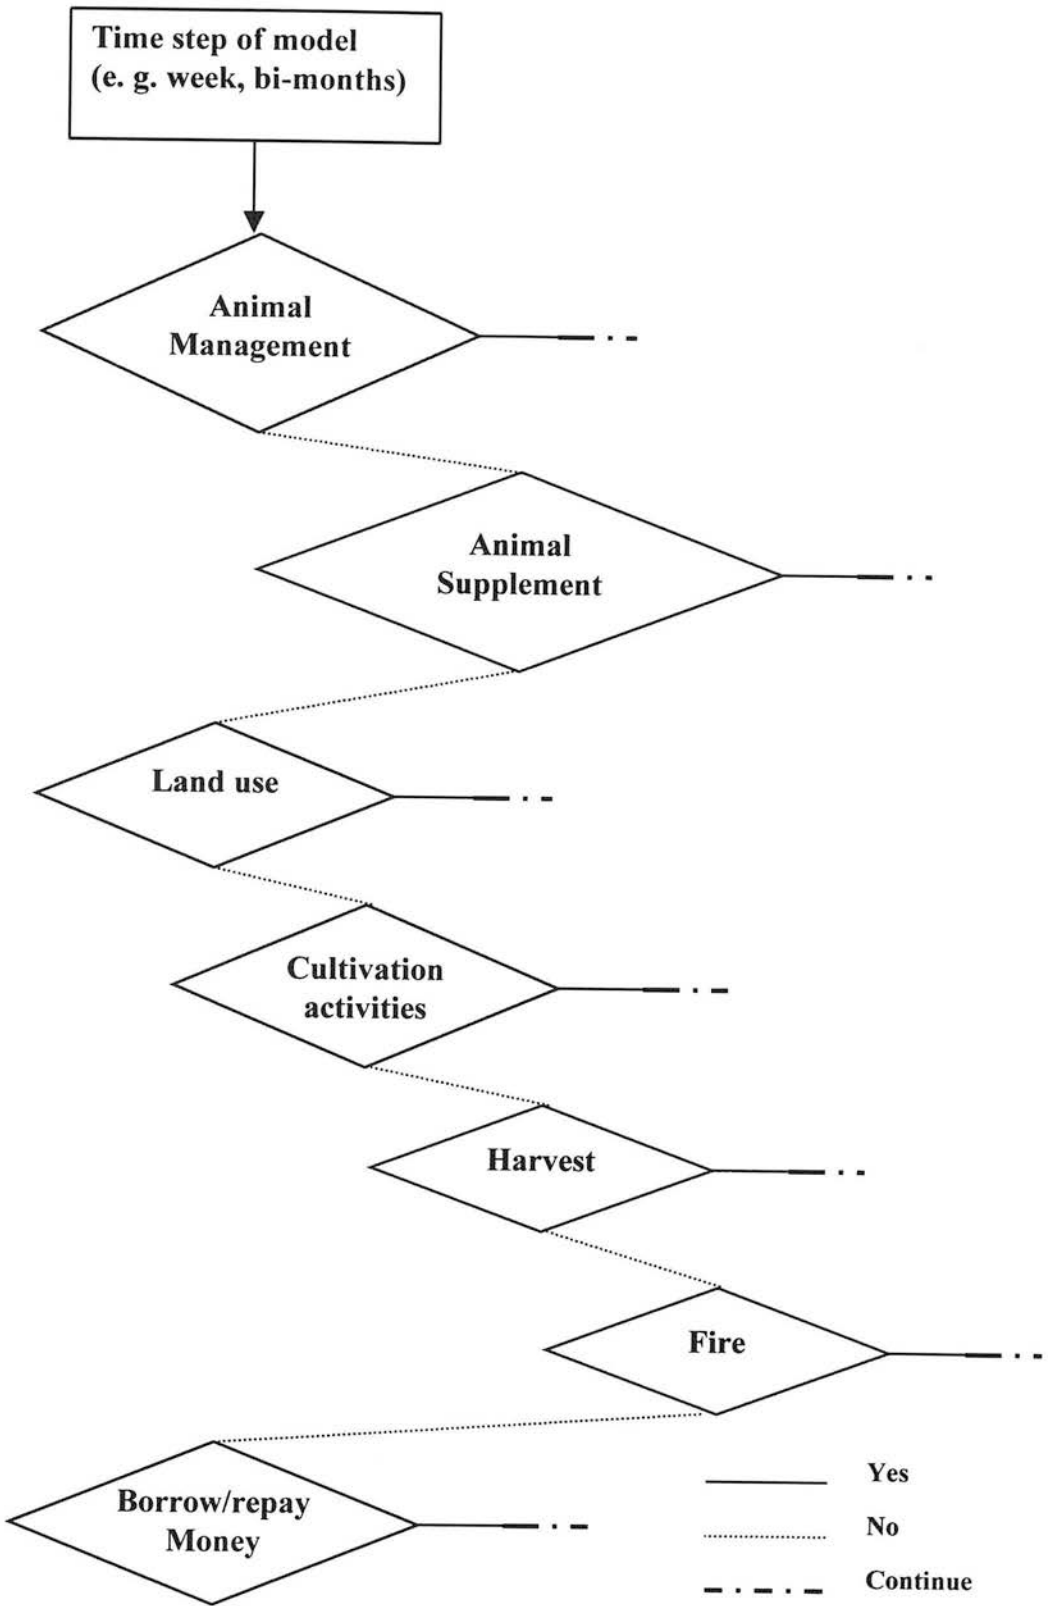 Time step of model
(e. g. week, bi-months)
Animal
Management
Animal
Supplement
Land use
Cultivation
activities
Harvest
Fire
Borrow/repay
Money
Yes
No
Continue